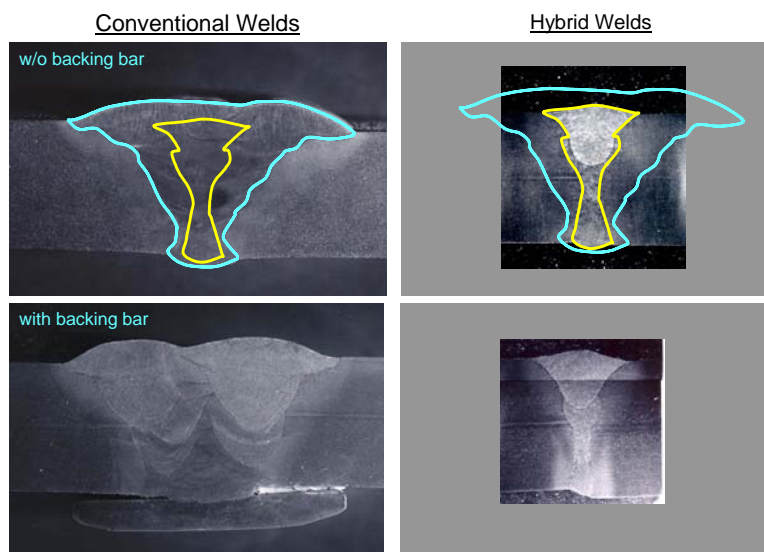 Conventional Welds
Hybrid Welds
w/o backing bar
with backing bar